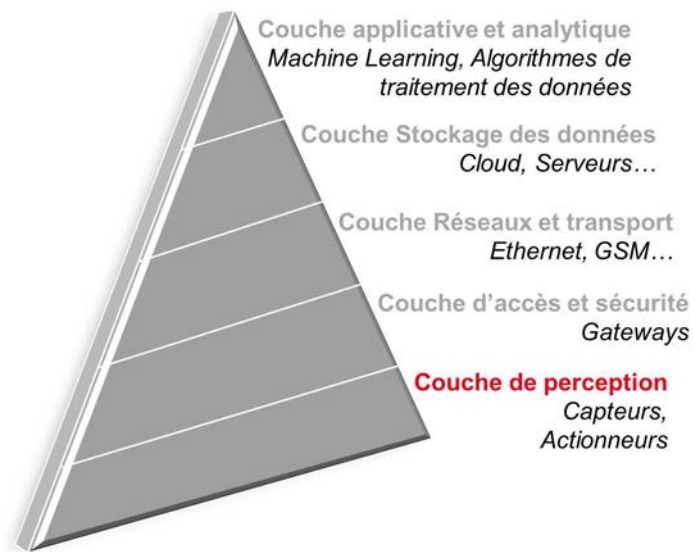 Couche applicative et analytique
Machine Learning, Algorithmes de
traitement des données
Couche Stockage des données
Cloud, Serveurs…
Couche Réseaux et transport
Ethernet, GSM…
Couche d’accès et sécurité
Gateways
Couche de perception
Capteurs,
Actionneurs